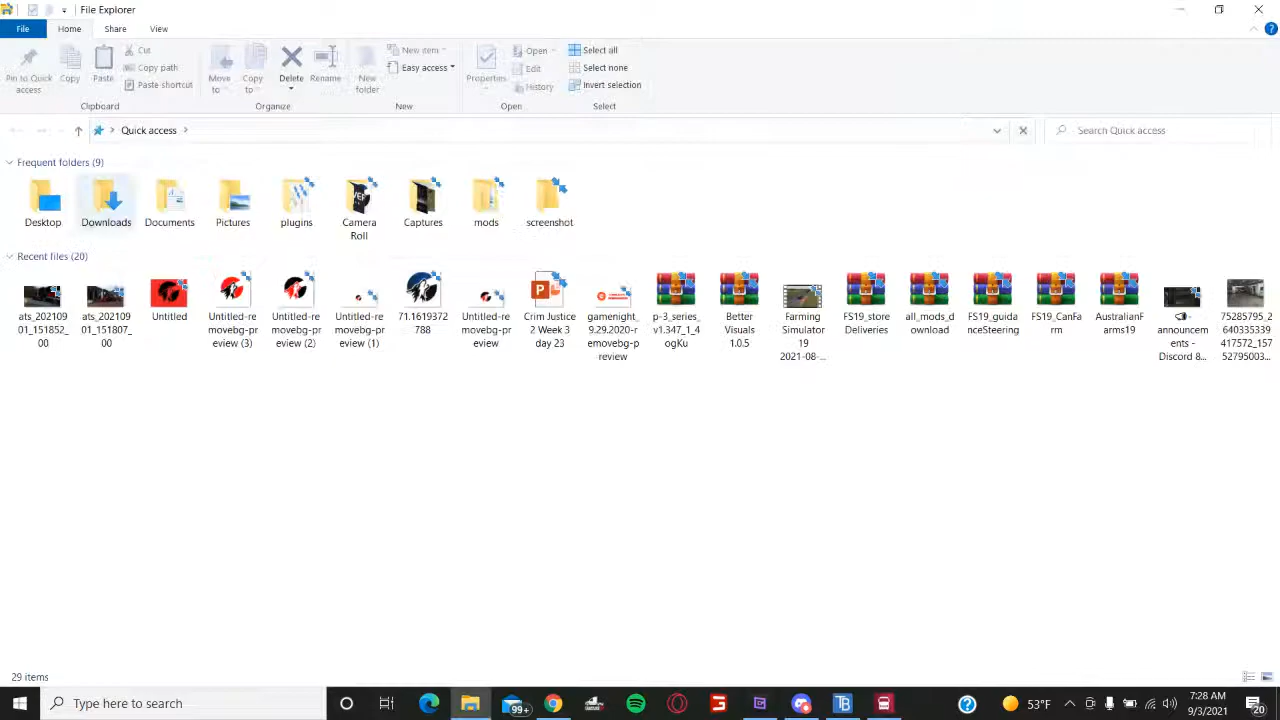 File Explorer
File
Home
Share
View
Pin to Quick access
Copy
Paste
Cut
Copy path
Paste shortcut
Clipboard
Move to
Copy to
Delete
Rename
Organize
New folder
New item
Easy access
New
Properties
Open
Edit
History
Open
Select all
Select none
Invert selection
Select
Quick access
Search Quick access
Frequent folders (9)
Desktop
Downloads
Documents
Pictures
plugins
Camera Roll
Captures
mods
screenshot
Recent files (20)
ats_202109
01_151852_
00
ats_202109
01_151807_
00
Untitled
Untitled-re
movebg-pr
eview (3)
Untitled-re
movebg-pr
eview (2)
Untitled-re
movebg-pr
eview (1)
71.1619372
788
Untitled-re
movebg-pr
eview
Crim Justice
2 Week 3
day 23
gamenight_
9.29.2020-r
emovebg-p
review
p-3_series_
v1.347_1_4
ogKu
Better
Visuals
1.0.5
Farming
Simulator
19
2021-08-...
FS19_store
Deliveries
all_mods_d
ownload
FS19_guida
nceSteering
FS19_CanFa
rm
AustralianF
arms19
announcem
ents -
Discord 8...
75285795_2
640335339
417572_157
52795003...
29 items
Type here to search
99+
TB
53°F
7:28 AM
9/3/2021
20